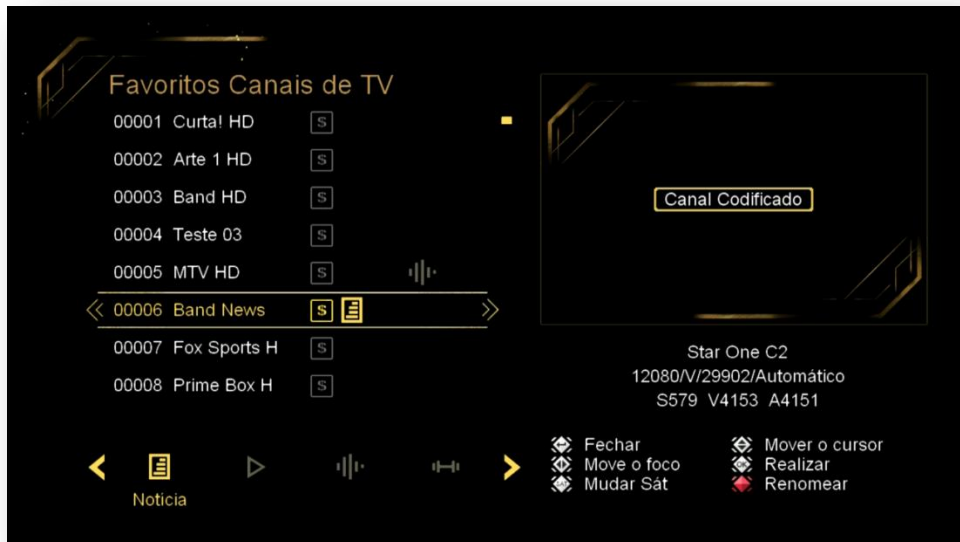 Favoritos Canais de TV
00001 Curta! HD S
00002 Arte 1 HD S
00003 Band HD S
00004 Teste 03 S
00005 MTV HD S
00006 Band News S
00007 Fox Sports H S
00008 Prime Box H S
Noticia
Canal Codificado
Star One C2
12080/V/29902/Automático
S579 V4153 A4151
Fechar
Mover o cursor
Move o foco
OK Realizar
Mudar Sát
Renomear